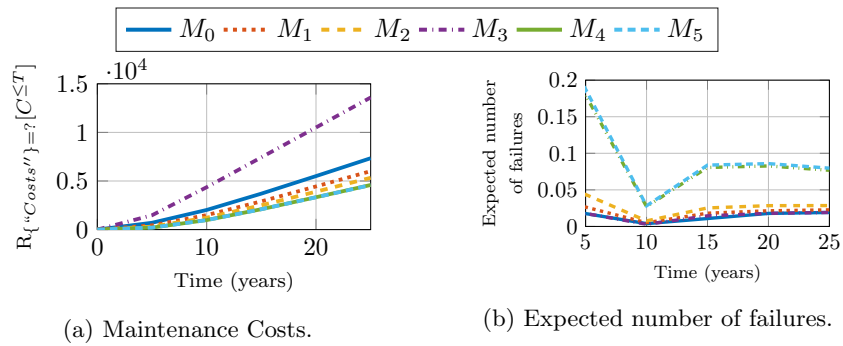 M0 M1 M2 M3 M4 M5
·10^4
R{“Costs”}=?[C≤T]
1.5
1
0.5
0
0 10 20
Time (years)
(a) Maintenance Costs.
Expected number
of failures
0.2
0.15
0.1
0.05
0
5 10 15 20 25
Time (years)
(b) Expected number of failures.